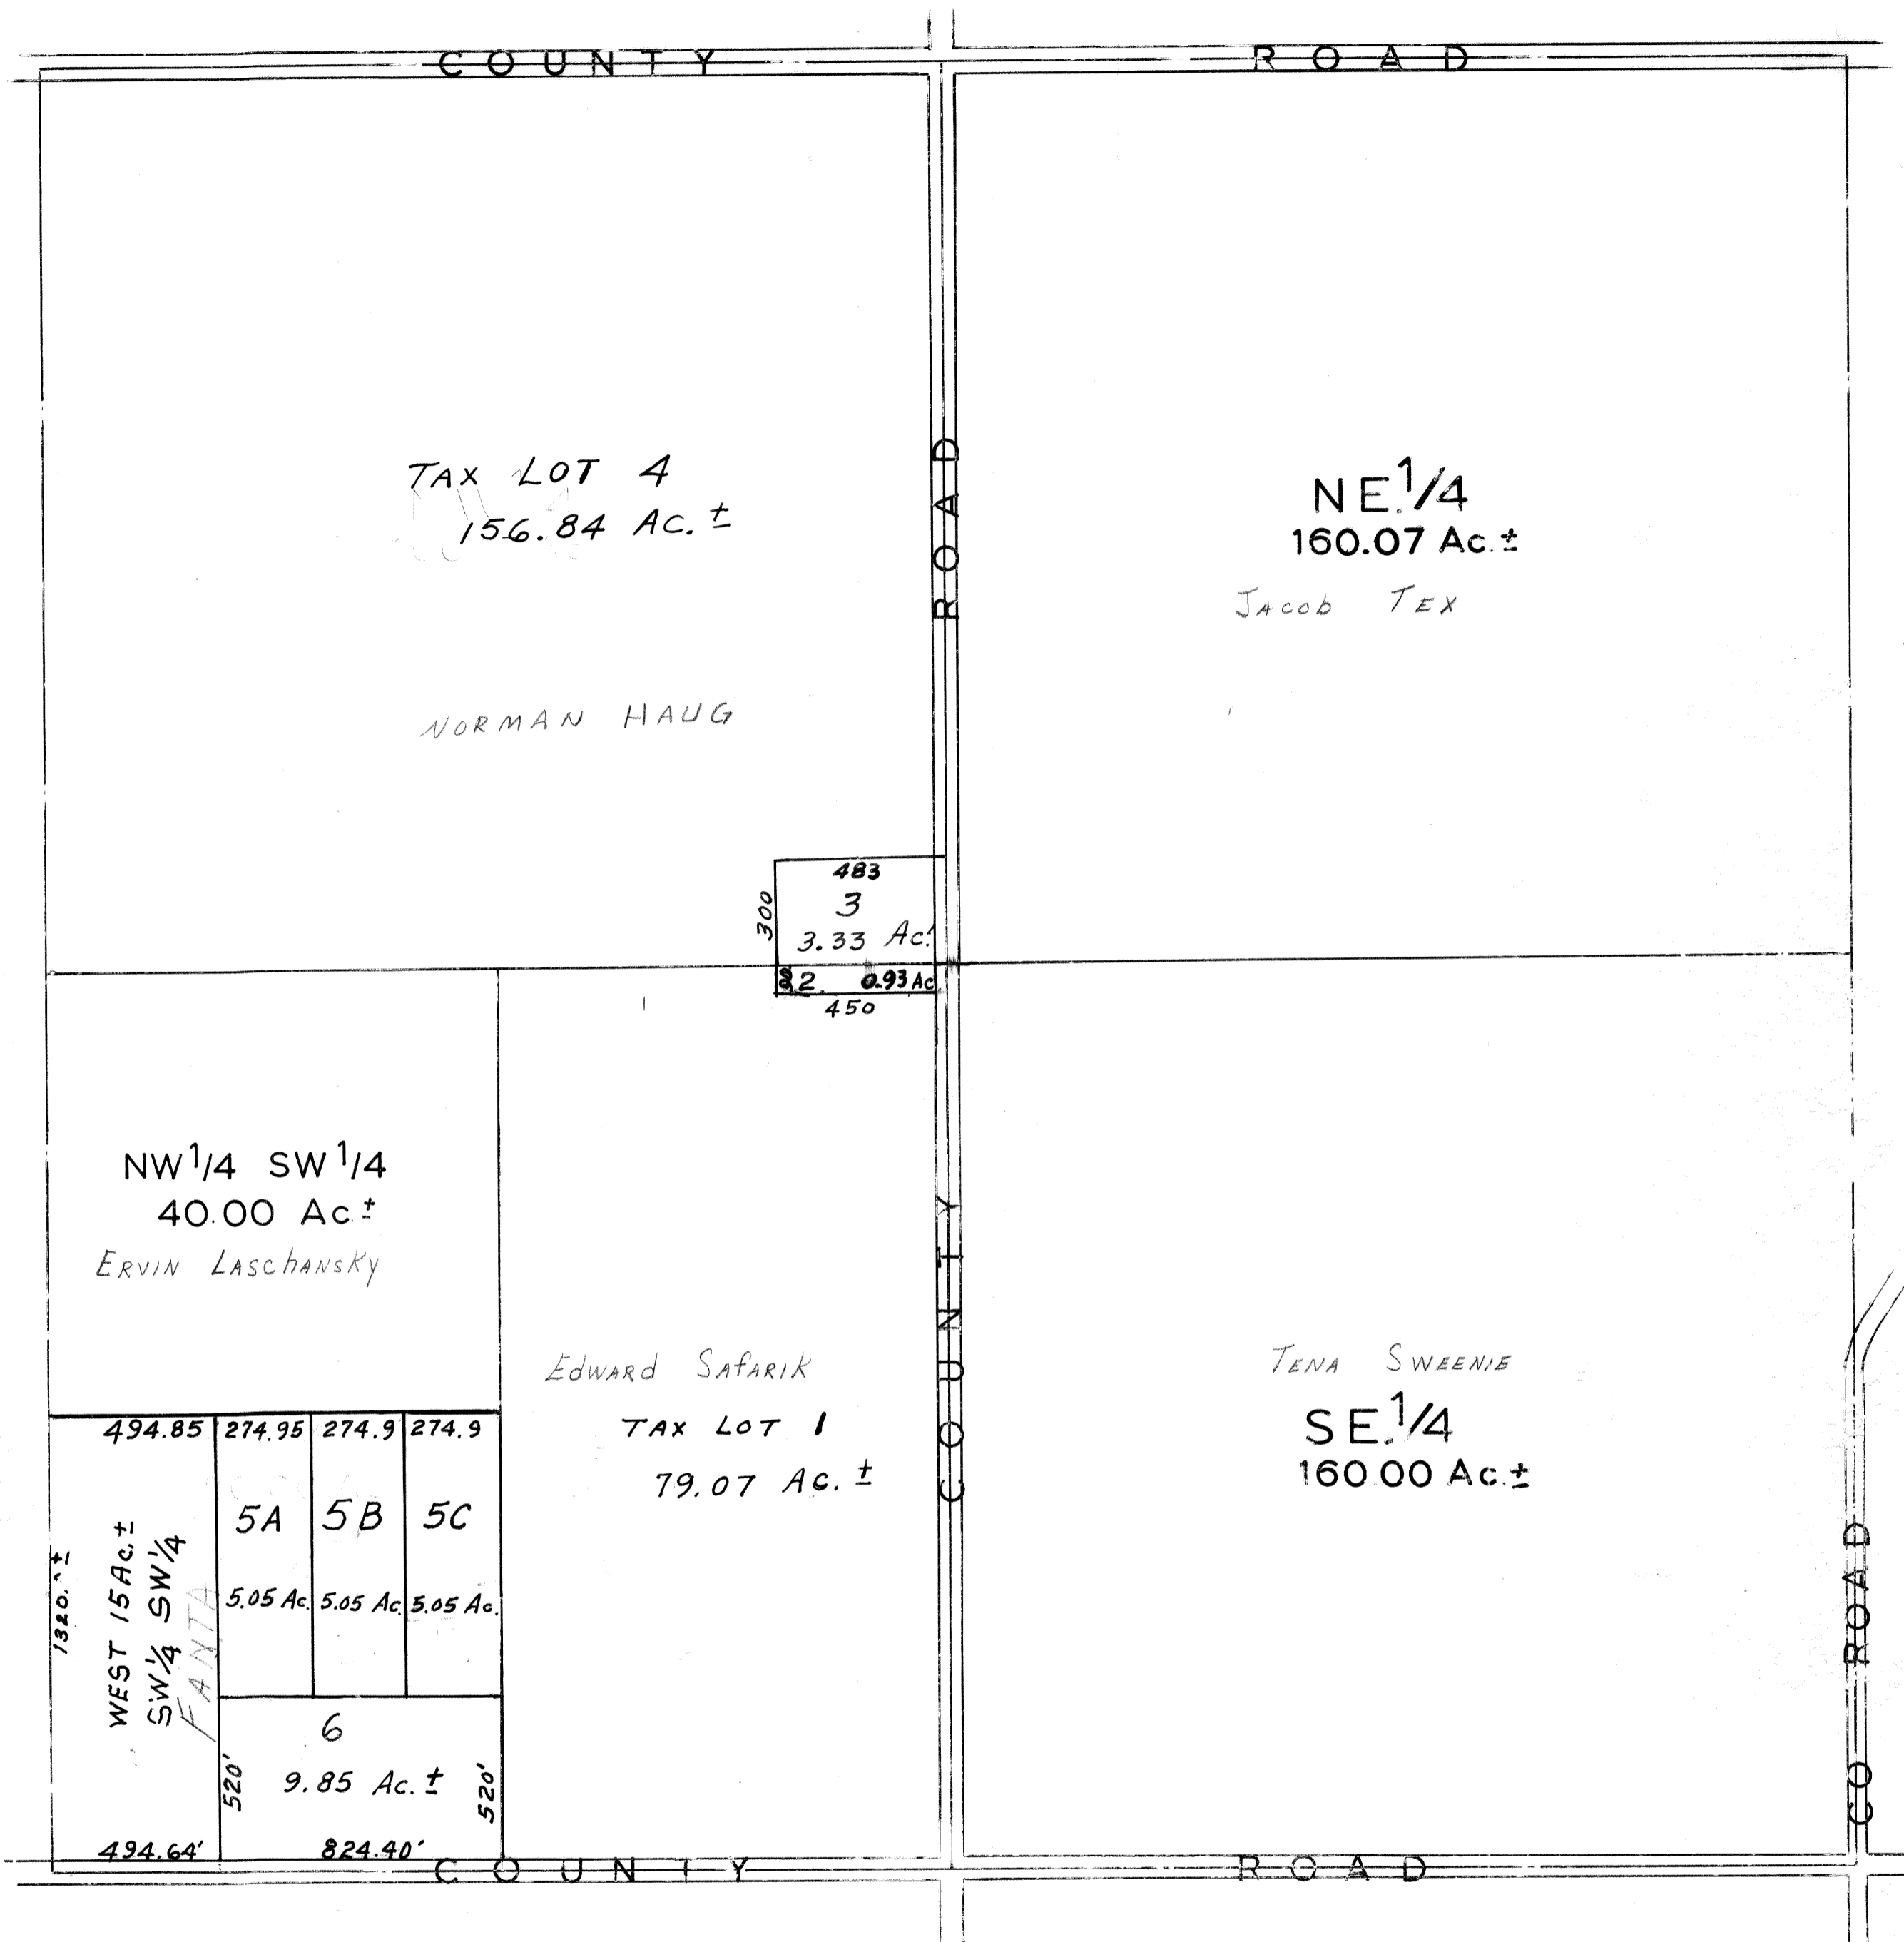 COUNTY ROAD
TAX LOT 4
156.84 AC. ±
NORMAN HAUG
NE. 1/4
160.07 Ac. ±
JACOB TEX
COUNTY ROAD
483
300
3
3.33 Ac.
2. 0.93 Ac
450
NW 1/4 SW 1/4
40.00 Ac. ±
ERVIN LASCHANSKY
Edward SAFARIK
TAX LOT 1
79.07 AC. ±
TENA SWEENIE
SE. 1/4
160.00 Ac. ±
494.85
274.95
274.9
274.9
5A
5B
5C
5.05 Ac.
5.05 Ac.
5.05 Ac.
1320.' ±
WEST 15 Ac. ±
SW 1/4 SW 1/4
FANTA
6
9.85 Ac. ±
520'
520'
494.64'
824.40'
CO ROAD
COUNTY ROAD